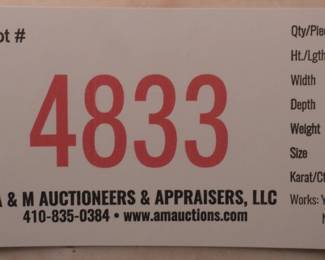 ot #
4833
A & M AUCTIONEERS & APPRAISERS, LLC
410-835-0384 • www.amauctions.com
Qty/Pie
Ht./Lgth
Width
Depth
Weight
Size
Karat/C
Works: Y